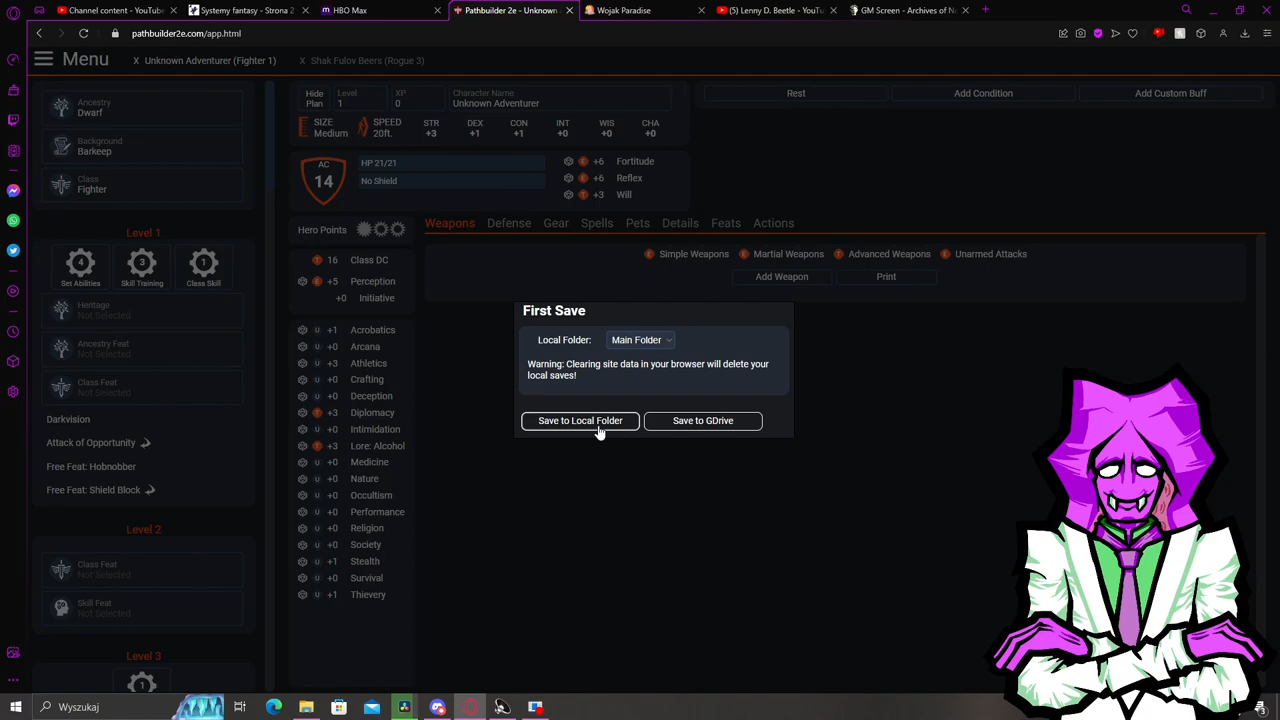 Channel content - YouTube
Systemy fantasy - Strona 2
HBO Max
Pathbuilder 2e - Unknown
Wojak Paradise
(5) Lenny D. Beetle - YouTu
GM Screen - Archives of N
pathbuilder2e.com/app.html
Menu
X Unknown Adventurer (Fighter 1)
X Shak Fulov Beers (Rogue 3)
Ancestry
Dwarf
Background
Barkeep
Class
Fighter
Level 1
4
Set Abilities
3
Skill Training
1
Class Skill
Heritage
Not Selected
Ancestry Feat
Not Selected
Class Feat
Not Selected
Darkvision
Attack of Opportunity
Free Feat: Hobnobber
Free Feat: Shield Block
Level 2
Class Feat
Not Selected
Skill Feat
Not Selected
Level 3
1
Hide
Plan
Level
1
XP
0
Character Name
Unknown Adventurer
SIZE
Medium
SPEED
20ft.
STR
+3
DEX
+1
CON
+1
INT
+0
WIS
+0
CHA
+0
AC
14
HP 21/21
No Shield
E +6 Fortitude
E +6 Reflex
T +3 Will
Rest
Add Condition
Add Custom Buff
Hero Points
T 16 Class DC
E +5 Perception
+0 Initiative
U +1 Acrobatics
U +0 Arcana
U +3 Athletics
U +0 Crafting
U +0 Deception
T +3 Diplomacy
U +0 Intimidation
T +3 Lore: Alcohol
U +0 Medicine
U +0 Nature
U +0 Occultism
U +0 Performance
U +0 Religion
U +0 Society
U +1 Stealth
U +0 Survival
U +1 Thievery
Weapons Defense Gear Spells Pets Details Feats Actions
E Simple Weapons E Martial Weapons T Advanced Weapons E Unarmed Attacks
Add Weapon
Print
First Save
Local Folder: Main Folder
Warning: Clearing site data in your browser will delete your
local saves!
Save to Local Folder
Save to GDrive
Wyszukaj
3